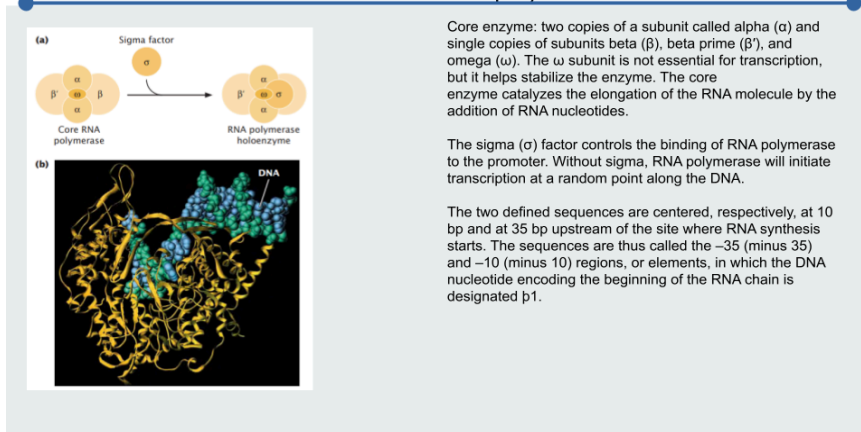 (a)
Sigma factor
σ
α
β′ ω β
α
α
β′ ω σ
α
Core RNA
polymerase
RNA polymerase
holoenzyme
(b)
DNA
Core enzyme: two copies of a subunit called alpha (α) and
single copies of subunits beta (β), beta prime (β′), and
omega (ω). The ω subunit is not essential for transcription,
but it helps stabilize the enzyme. The core
enzyme catalyzes the elongation of the RNA molecule by the
addition of RNA nucleotides.
The sigma (σ) factor controls the binding of RNA polymerase
to the promoter. Without sigma, RNA polymerase will initiate
transcription at a random point along the DNA.
The two defined sequences are centered, respectively, at 10
bp and at 35 bp upstream of the site where RNA synthesis
starts. The sequences are thus called the –35 (minus 35)
and –10 (minus 10) regions, or elements, in which the DNA
nucleotide encoding the beginning of the RNA chain is
designated þ1.